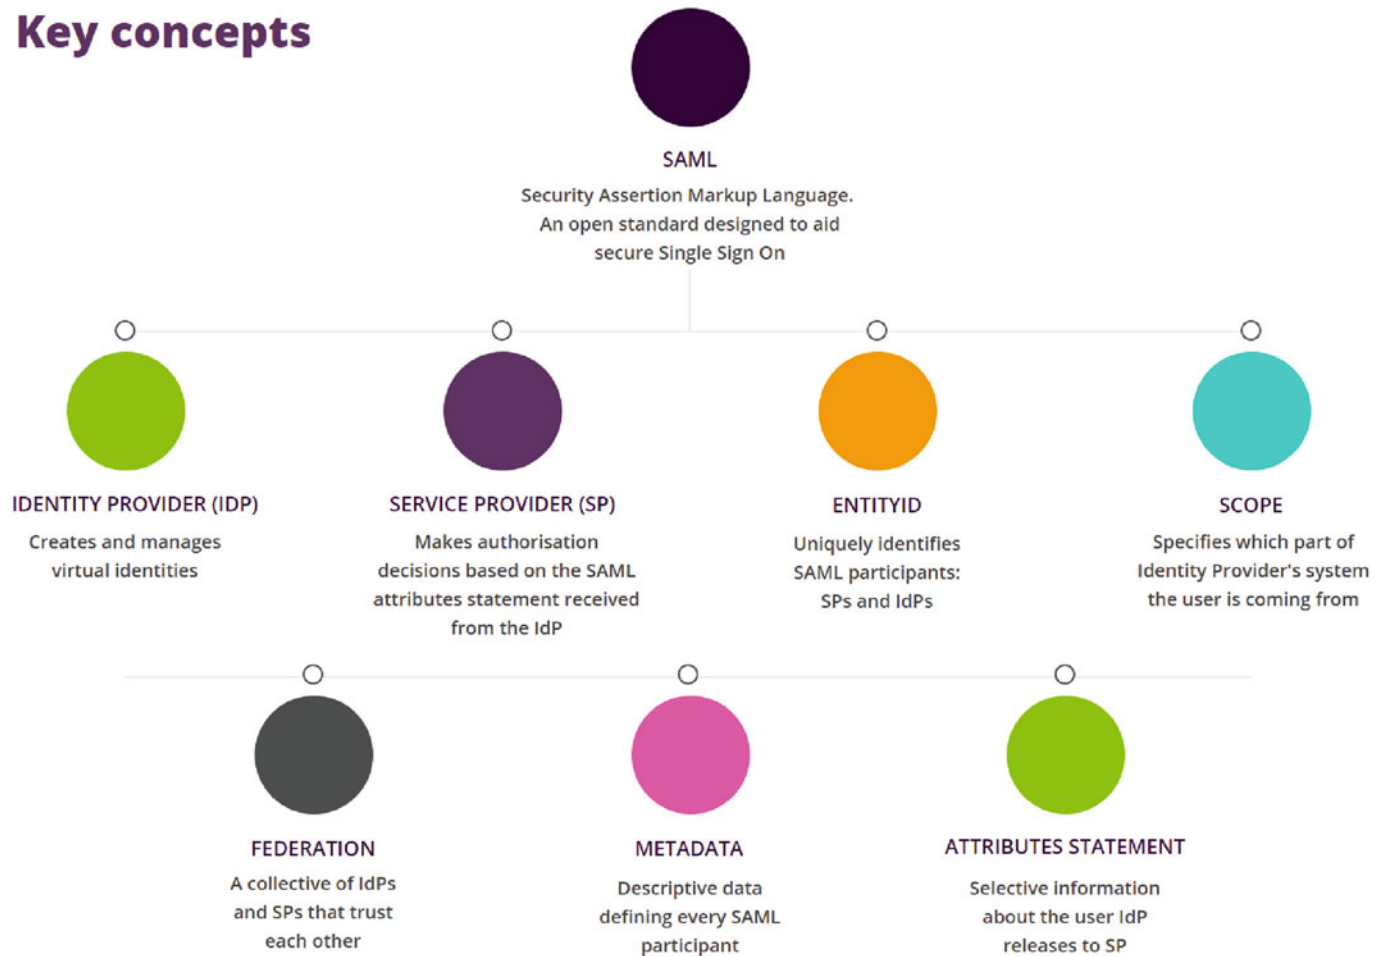 Key concepts
SAML
Security Assertion Markup Language.
An open standard designed to aid
secure Single Sign On
IDENTITY PROVIDER (IDP)
Creates and manages
virtual identities
SERVICE PROVIDER (SP)
Makes authorisation
decisions based on the SAML
attributes statement received
from the IdP
ENTITYID
Uniquely identifies
SAML participants:
SPs and IdPs
SCOPE
Specifies which part of
Identity Provider's system
the user is coming from
FEDERATION
A collective of IdPs
and SPs that trust
each other
METADATA
Descriptive data
defining every SAML
participant
ATTRIBUTES STATEMENT
Selective information
about the user IdP
releases to SP